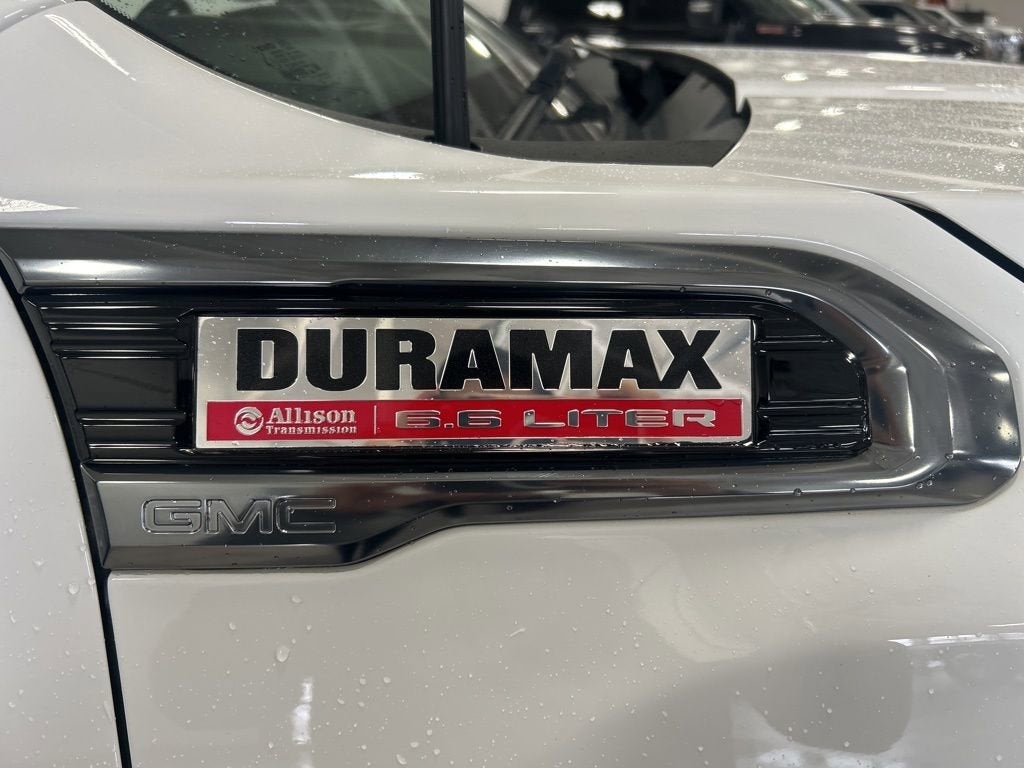 DURAMAX
Allison Transmission | 6.6 LITER
GMC